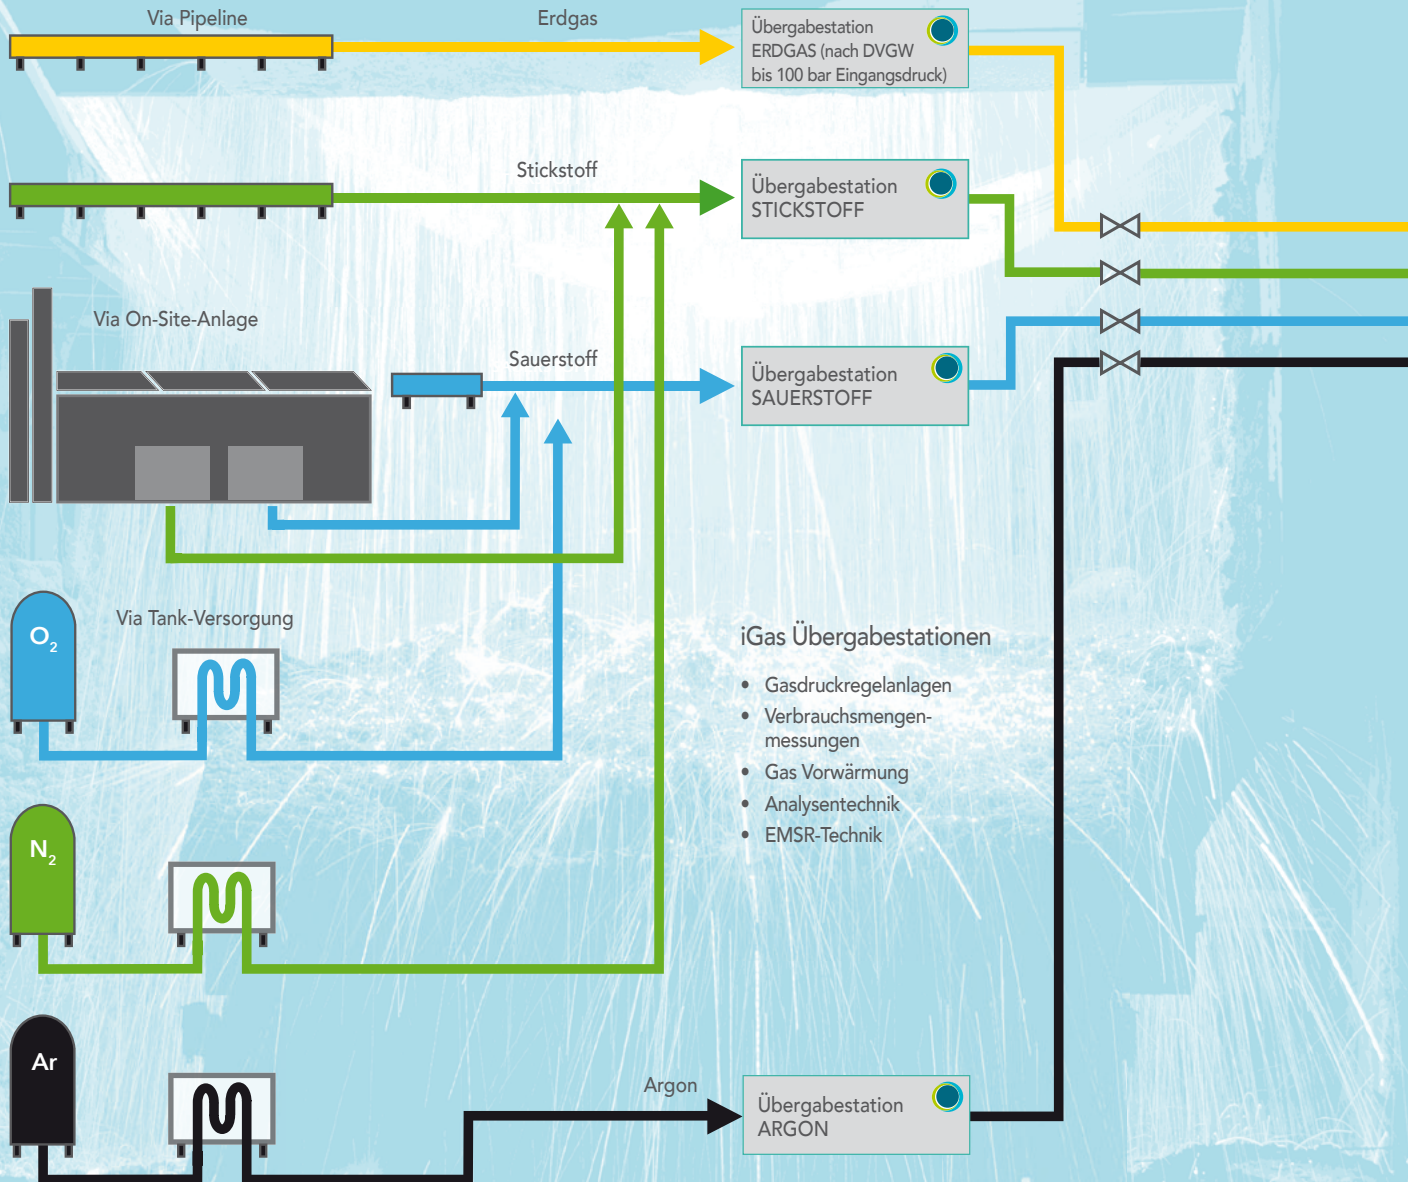 Via Pipeline
Erdgas
Übergabestation
ERDGAS (nach DVGW
bis 100 bar Eingangsdruck)
Stickstoff
Übergabestation
STICKSTOFF
Via On-Site-Anlage
Sauerstoff
Übergabestation
SAUERSTOFF
O₂
Via Tank-Versorgung
iGas Übergabestationen
• Gasdruckregelanlagen
• Verbrauchsmengen-
messungen
• Gas Vorwärmung
• Analysentechnik
• EMSR-Technik
N₂
Ar
Argon
Übergabestation
ARGON